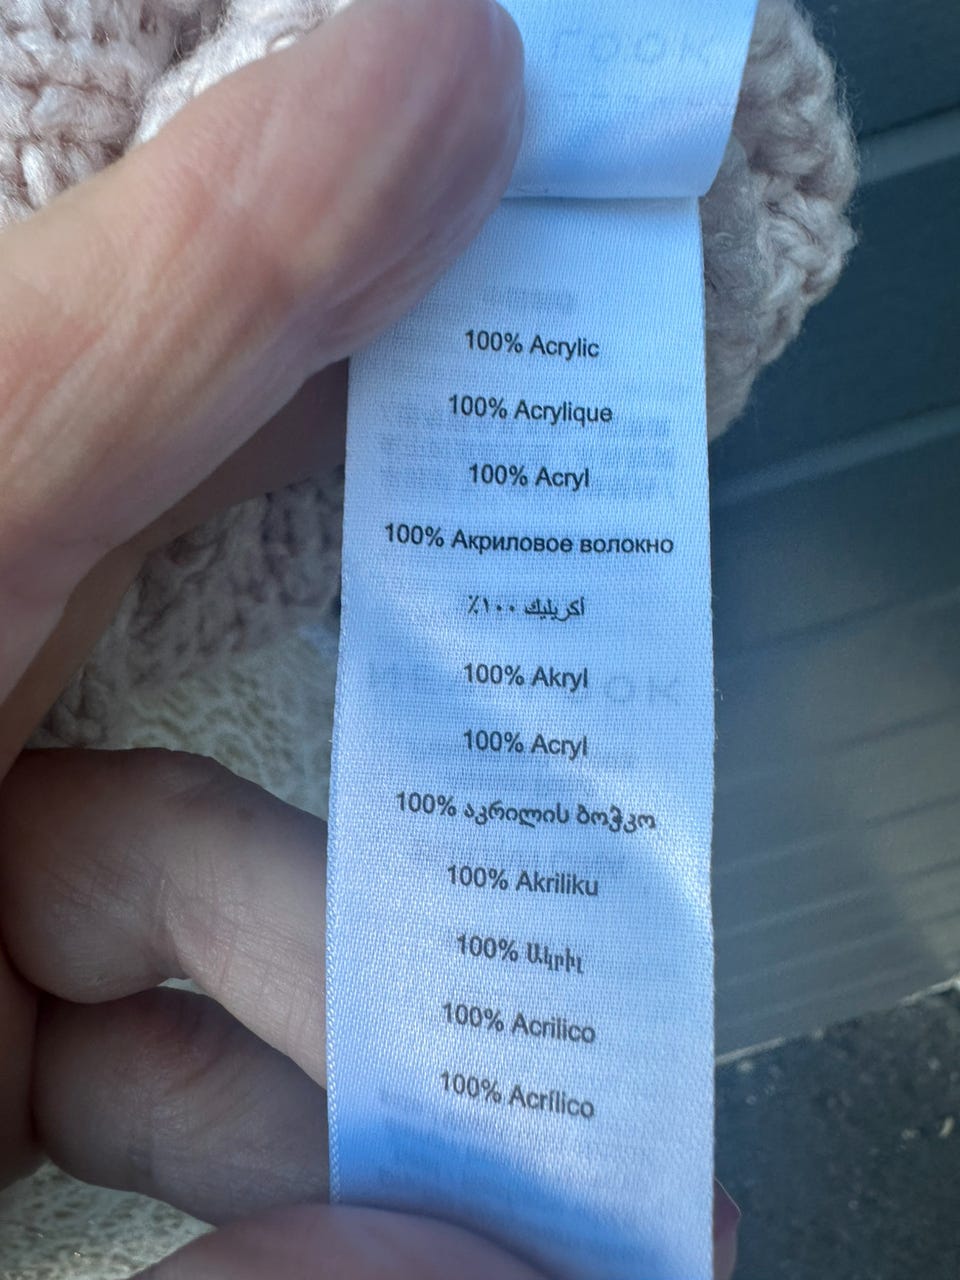 100% Acrylic
100% Acrylique
100% Acryl
100% Акриловое волокно
أكريليك ١٠٠٪
100% Akryl
100% Acryl
100% აკრილის ბოჭკო
100% Akriliku
100% Ակրիլ
100% Acrilico
100% Acrílico